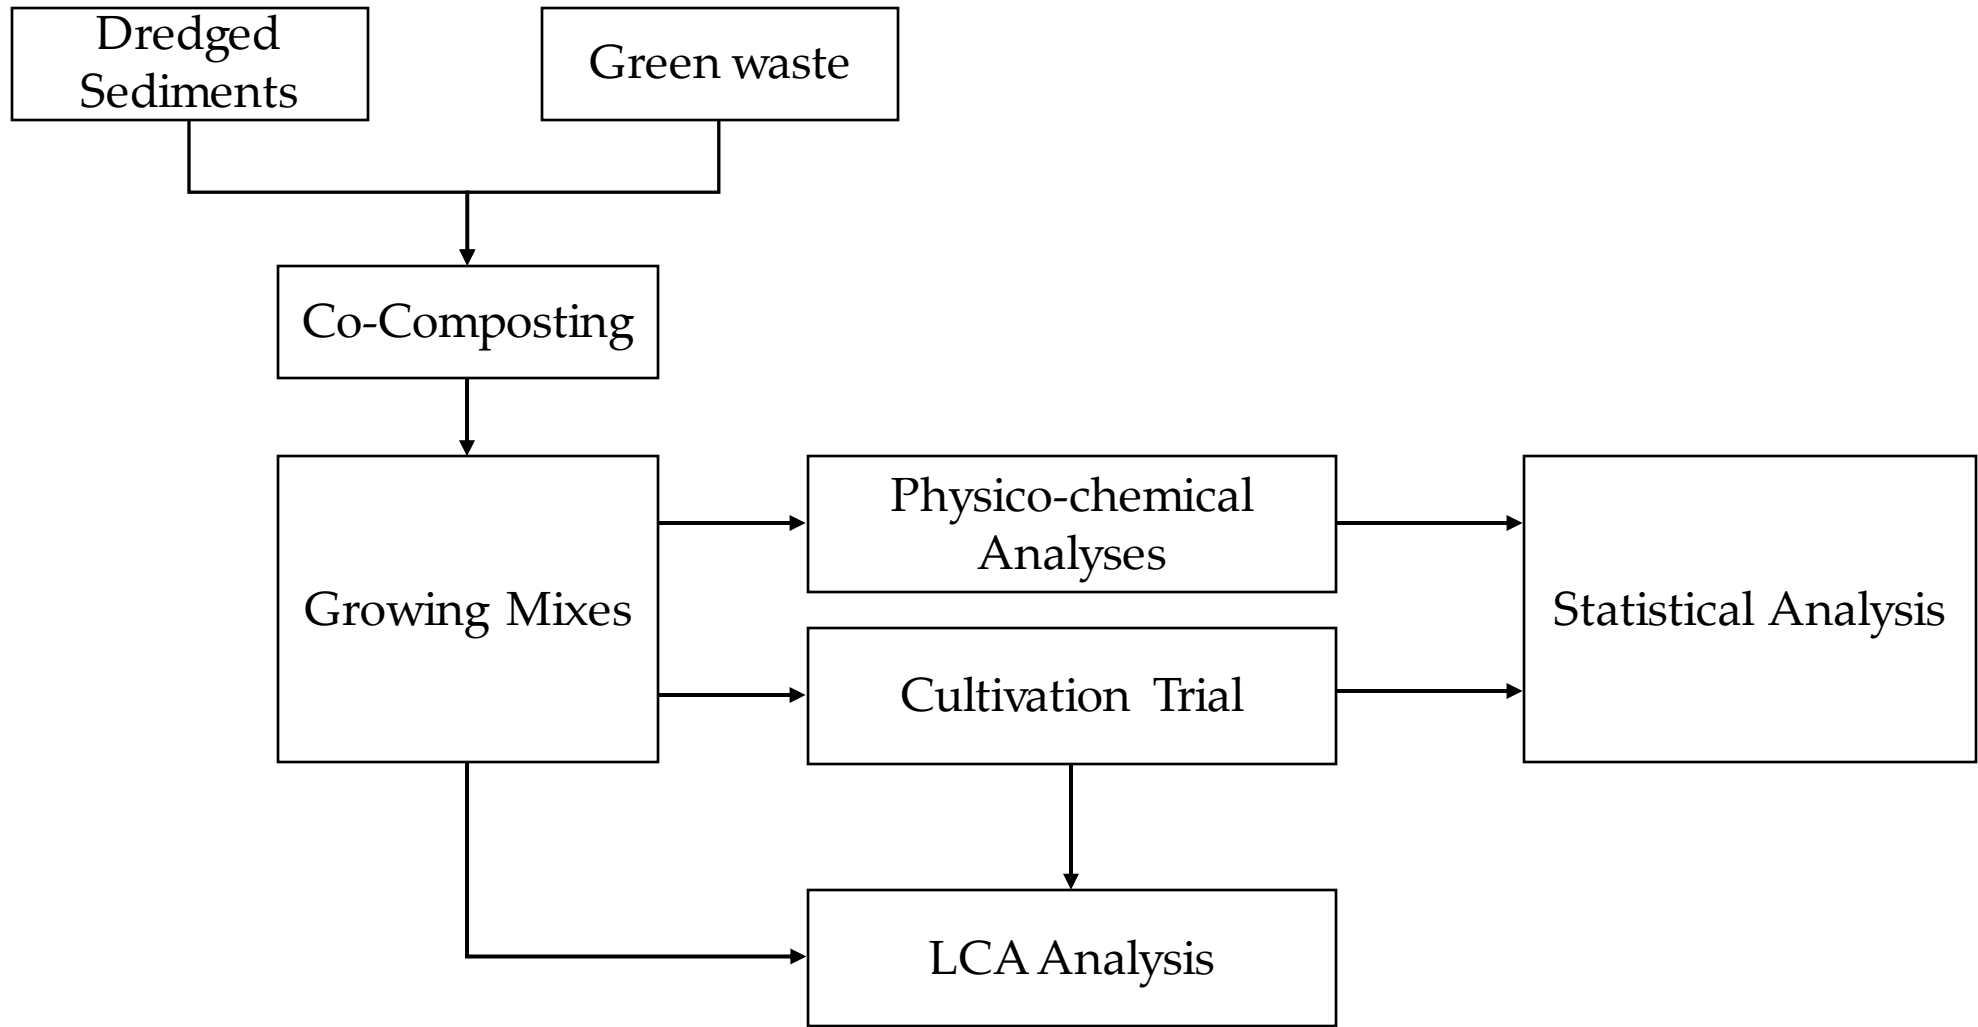 Dredged
Sediments
Green waste
Co-Composting
Growing Mixes
Physico-chemical
Analyses
Cultivation Trial
Statistical Analysis
LCA Analysis